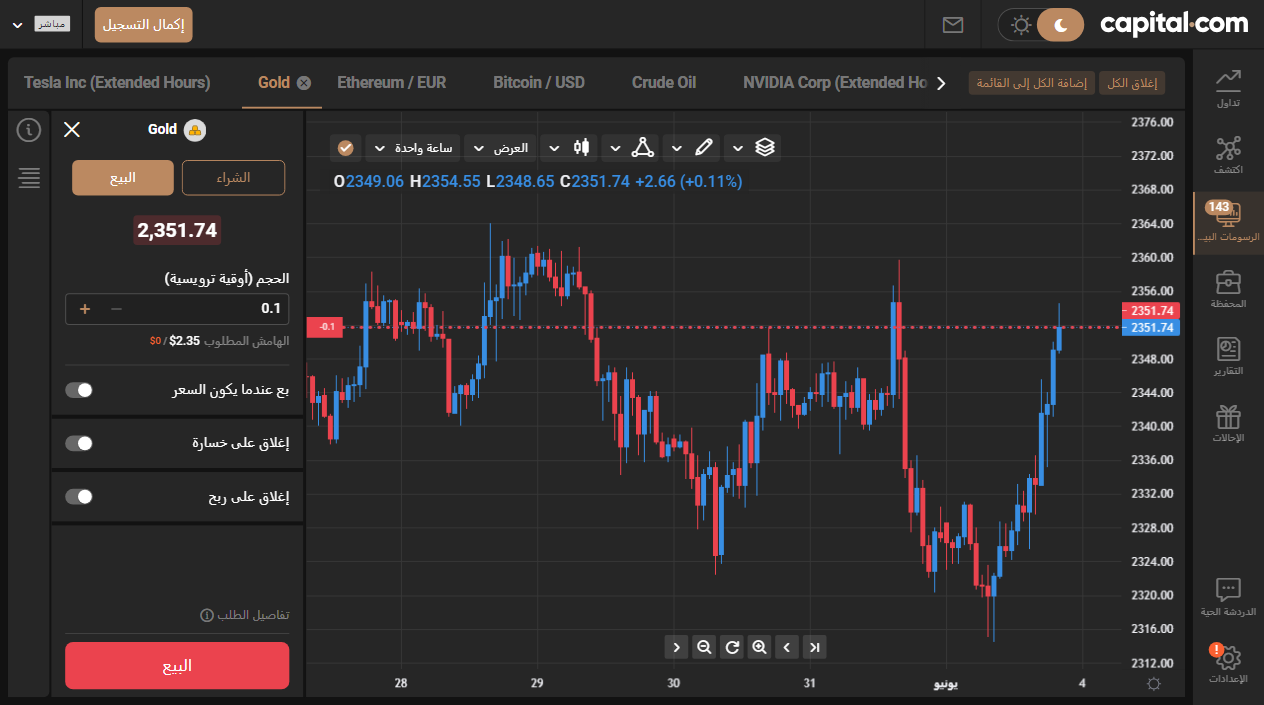 capital.com
إكمال التسجيل
مباشر
إغلاق الكل
إضافة الكل إلى القائمة
Tesla Inc (Extended Hours)
Gold
Ethereum / EUR
Bitcoin / USD
Crude Oil
NVIDIA Corp (Extended Ho
تداول
اكتشف
143
الرسومات البيـ...
المحفظة
التقارير
الإحالات
الدردشة الحية
!
الإعدادات
Gold
الشراء
البيع
2,351.74
الحجم (أوقية ترويسية)
0.1
− +
الهامش المطلوب $2.35 / $0
بع عندما يكون السعر
إغلاق على خسارة
إغلاق على ربح
تفاصيل الطلب
البيع
ساعة واحدة
العرض
O2349.06 H2354.55 L2348.65 C2351.74 +2.66 (+0.11%)
-0.1
2376.00
2372.00
2368.00
2364.00
2360.00
2356.00
2351.74
2351.74
2348.00
2344.00
2340.00
2336.00
2332.00
2328.00
2324.00
2320.00
2316.00
2312.00
28 29 30 31 يونيو 4